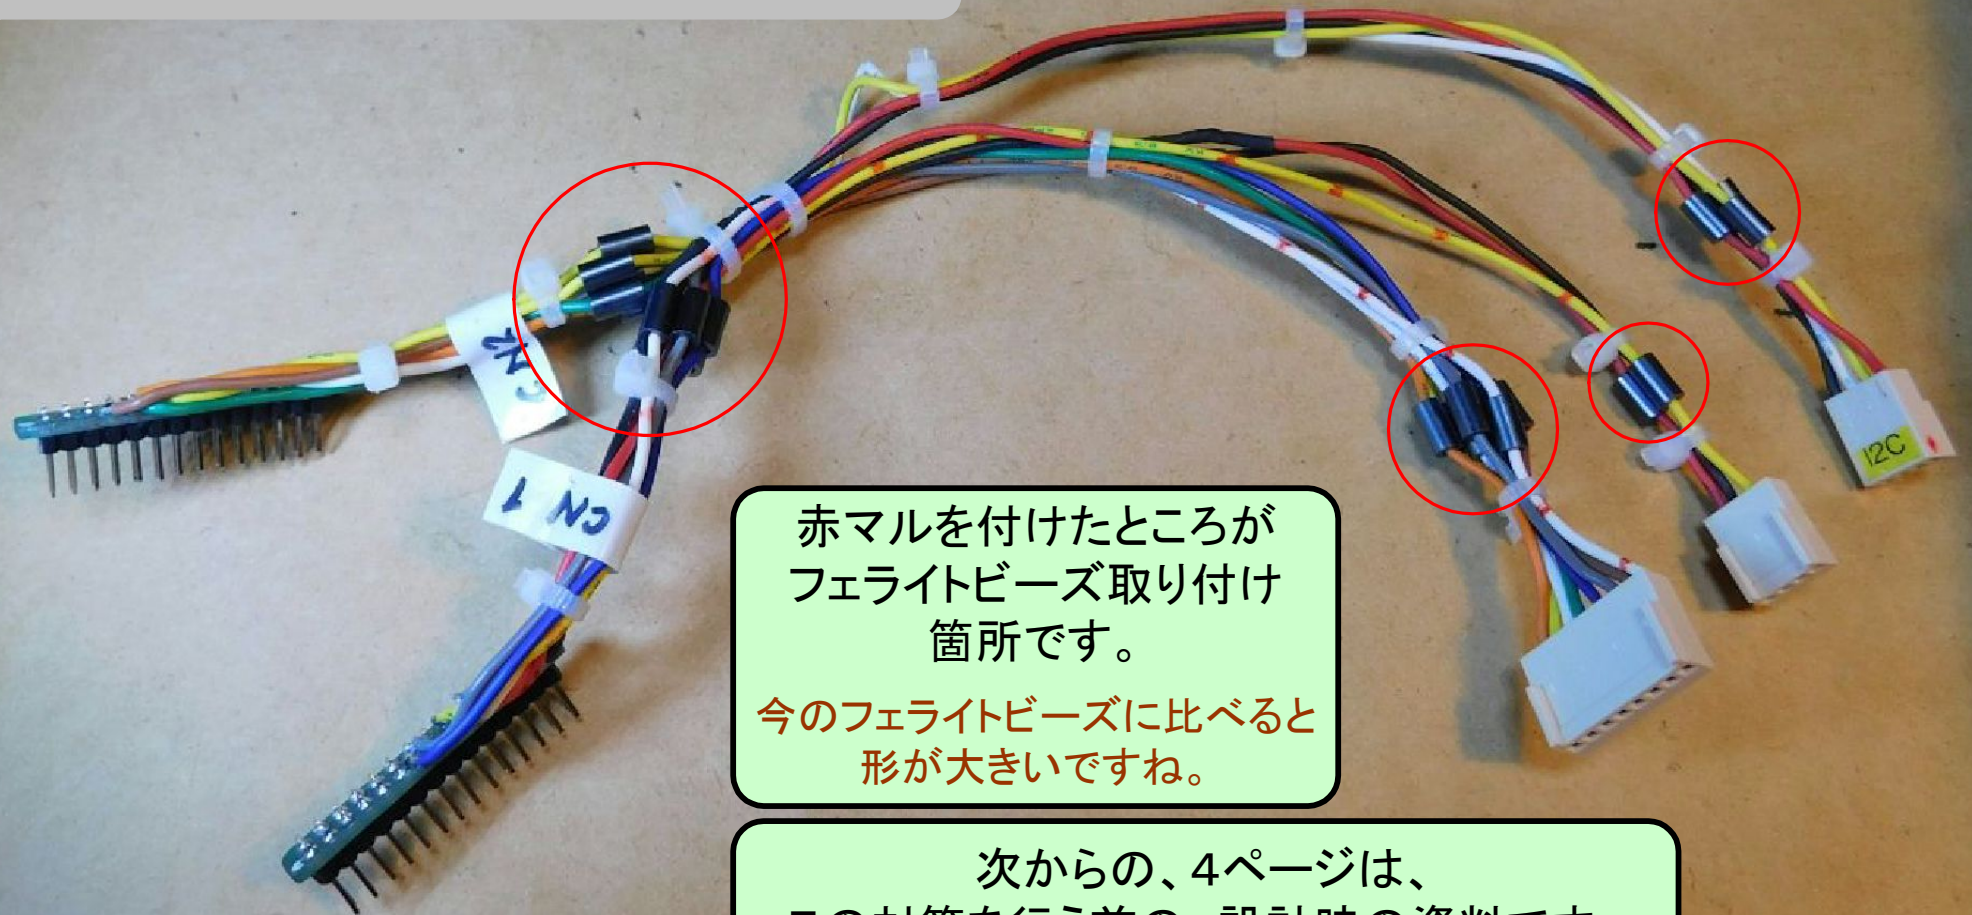 CN2
CN 1
I2C
赤マルを付けたところが
フェライトビーズ取り付け
箇所です。
今のフェライトビーズに比べると
形が大きいですね。
次からの、４ページは、